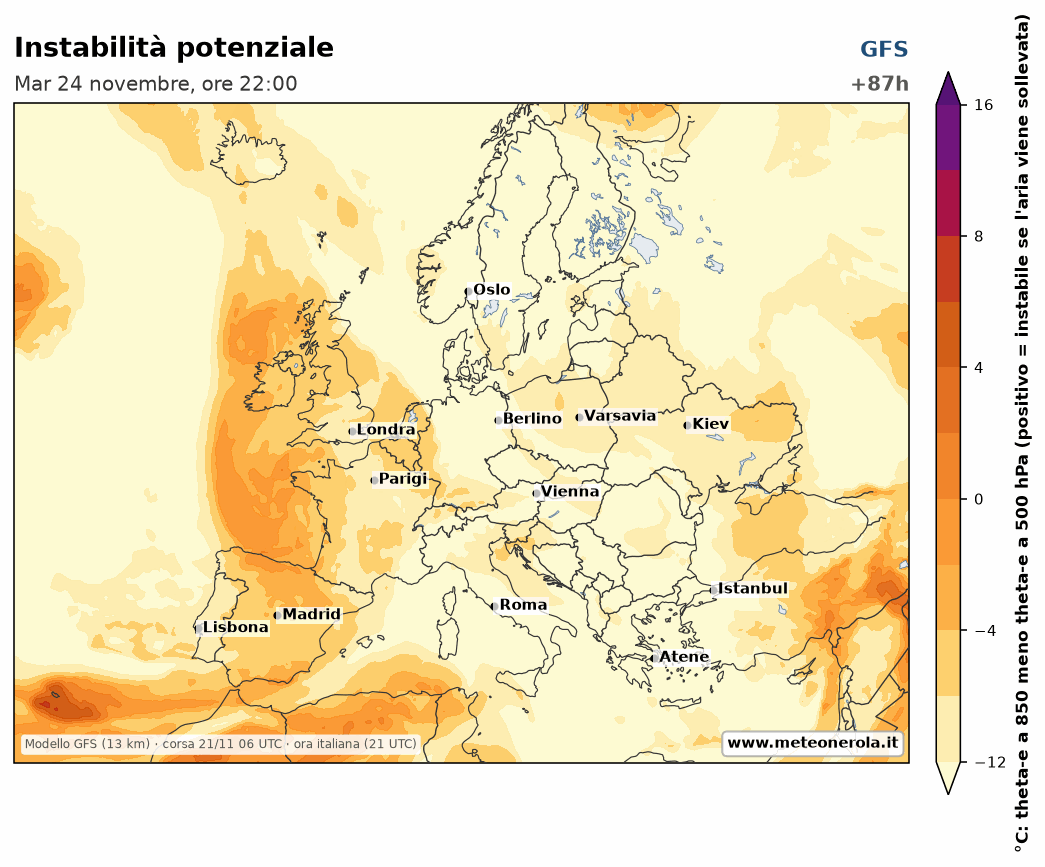 Instabilità potenziale
GFS
Mar 24 novembre, ore 22:00
+87h
Oslo
Berlino
Varsavia
Kiev
Londra
Parigi
Vienna
Istanbul
Roma
Madrid
Lisbona
Atene
Modello GFS (13 km) · corsa 21/11 06 UTC · ora italiana (21 UTC)
www.meteonerola.it
16
8
4
0
−4
−12
°C: theta-e a 850 meno theta-e a 500 hPa (positivo = instabile se l'aria viene sollevata)